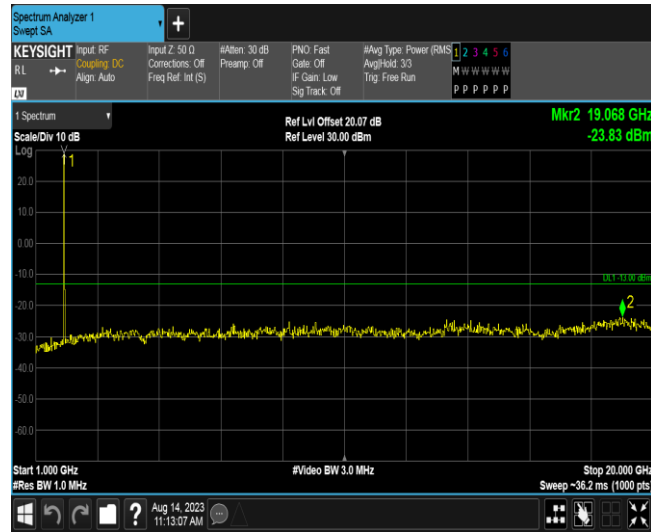 Spectrum Analyzer 1
Swept SA
+
KEYSIGHT
RL
LXI
Input: RF
Coupling: DC
Align: Auto
Input Z: 50 Ω
Corrections: Off
Freq Ref: Int (S)
#Atten: 30 dB
Preamp: Off
PNO: Fast
Gate: Off
IF Gain: Low
Sig Track: Off
#Avg Type: Power (RMS
Avg|Hold: 3/3
Trig: Free Run
1 2 3 4 5 6
M W W W W W
P P P P P P
1 Spectrum
Scale/Div 10 dB
Log
Ref Lvl Offset 20.07 dB
Ref Level 30.00 dBm
Mkr2 19.068 GHz
-23.83 dBm
1
20.0
10.0
0.00
-10.0
DL1 -13.00 dBm
-20.0
2
-30.0
-40.0
-50.0
-60.0
Start 1.000 GHz
#Res BW 1.0 MHz
#Video BW 3.0 MHz
Stop 20.000 GHz
Sweep ~36.2 ms (1000 pts)
?
Aug 14, 2023
11:13:07 AM